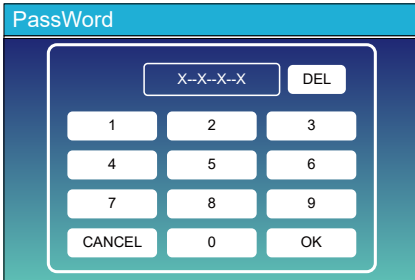 PassWord
X--X--X--X DEL
1 2 3
4 5 6
7 8 9
CANCEL 0 OK